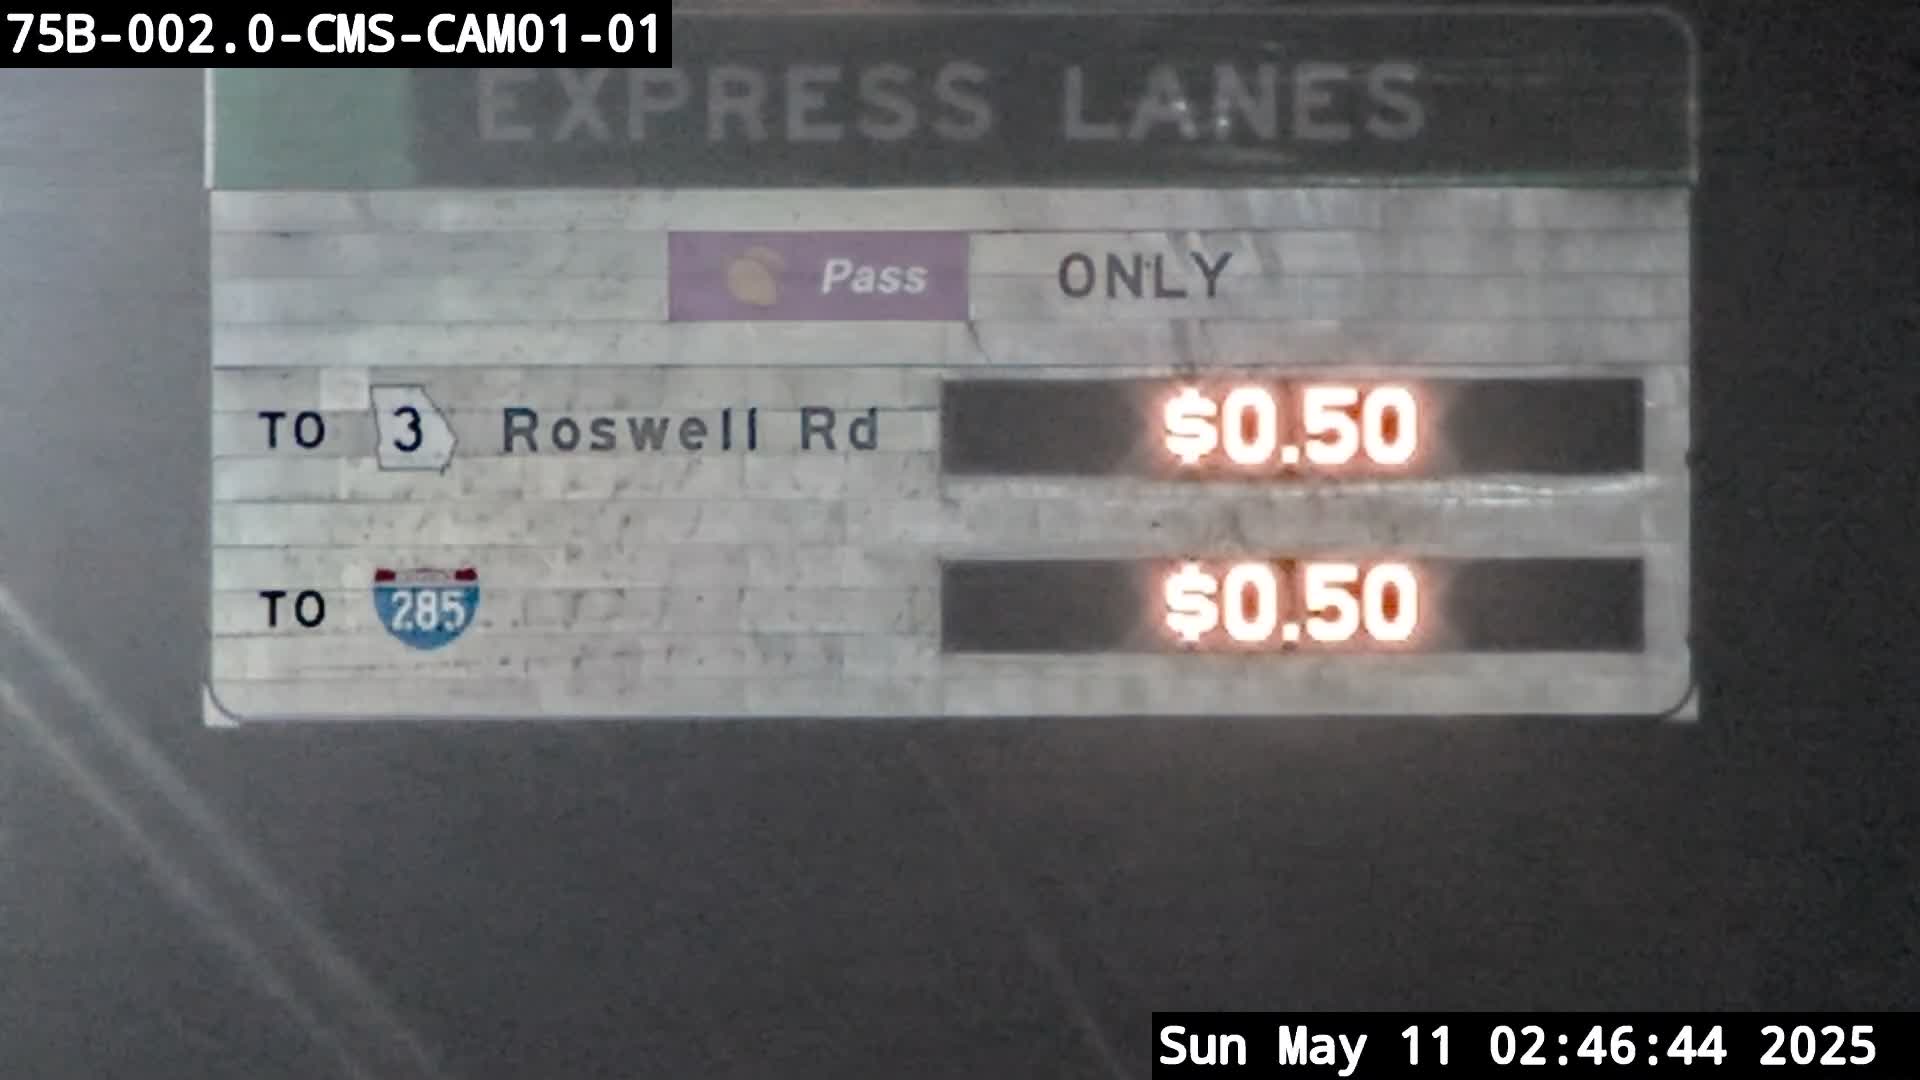 75B-002.0-CMS-CAM01-01
EXPRESS LANES
Pass ONLY
TO 3 Roswell Rd $0.50
TO 285 $0.50
Sun May 11 02:46:44 2025